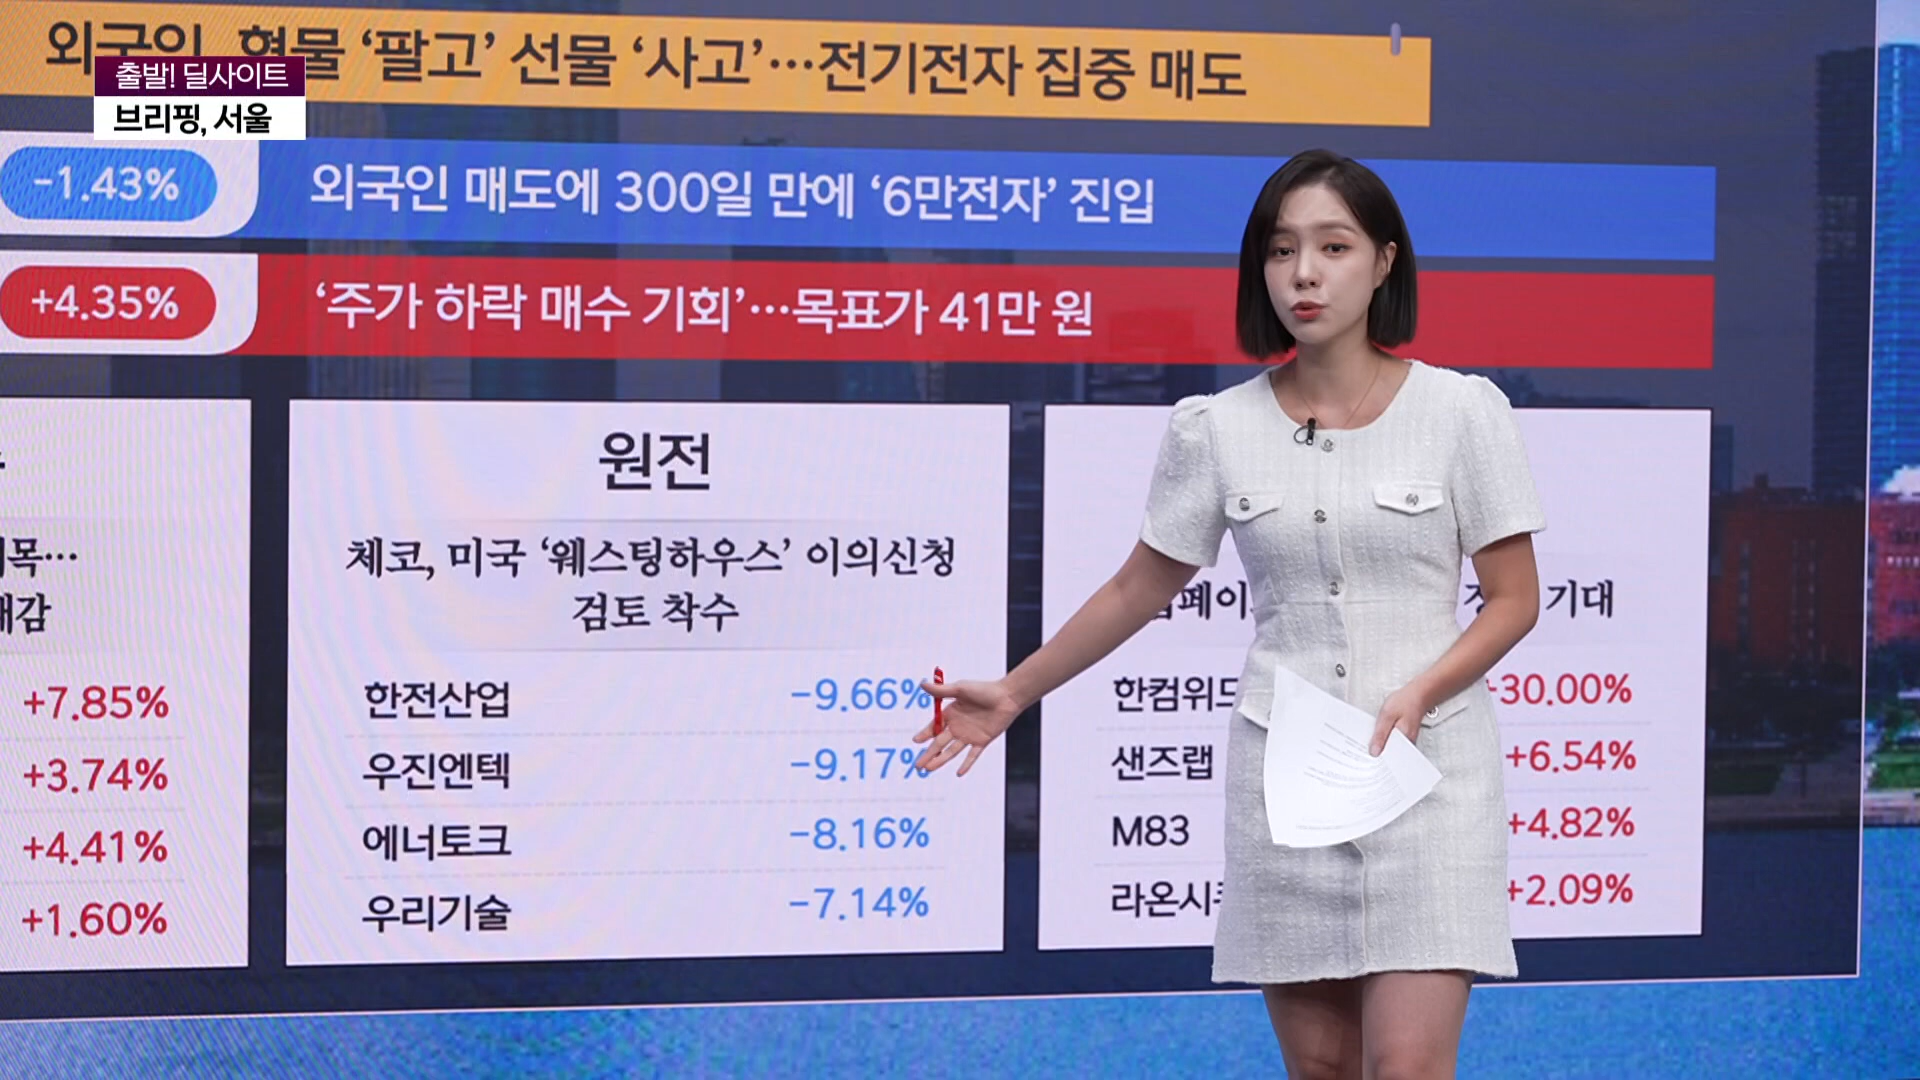 외국인, 현물 ‘팔고’ 선물 ‘사고’…전기전자 집중 매도
출발! 딜사이트
브리핑, 서울
-1.43%
외국인 매도에 300일 만에 ‘6만전자’ 진입
+4.35%
‘주가 하락 매수 기회’…목표가 41만 원
+7.85%
+3.74%
+4.41%
+1.60%
원전
체코, 미국 ‘웨스팅하우스’ 이의신청
검토 착수
한전산업 -9.66%
우진엔텍 -9.17%
에너토크 -8.16%
우리기술 -7.14%
기대
한컴위드 +30.00%
샌즈랩 +6.54%
M83 +4.82%
+2.09%